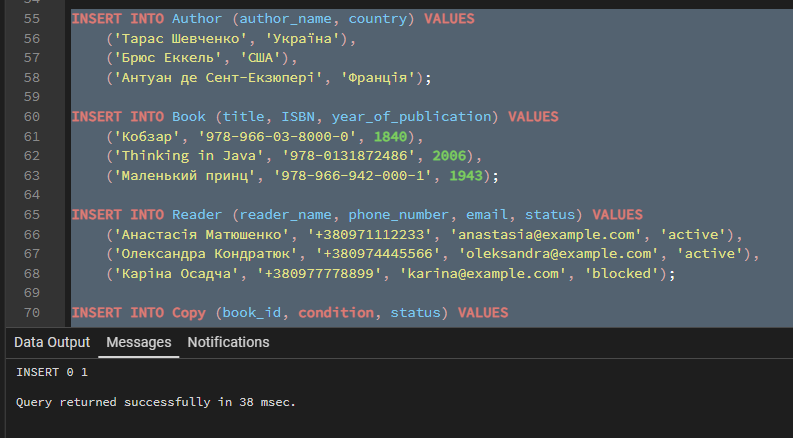 55 INSERT INTO Author (author_name, country) VALUES
56 ('Тарас Шевченко', 'Україна'),
57 ('Брюс Еккель', 'США'),
58 ('Антуан де Сент-Екзюпері', 'Франція');
59
60 INSERT INTO Book (title, ISBN, year_of_publication) VALUES
61 ('Кобзар', '978-966-03-8000-0', 1840),
62 ('Thinking in Java', '978-0131872486', 2006),
63 ('Маленький принц', '978-966-942-000-1', 1943);
64
65 INSERT INTO Reader (reader_name, phone_number, email, status) VALUES
66 ('Анастасія Матюшенко', '+380971112233', 'anastasia@example.com', 'active'),
67 ('Олександра Кондратюк', '+380974445566', 'oleksandra@example.com', 'active'),
68 ('Каріна Осадча', '+380977778899', 'karina@example.com', 'blocked');
69
70 INSERT INTO Copy (book_id, condition, status) VALUES
Data Output Messages Notifications
INSERT 0 1
Query returned successfully in 38 msec.